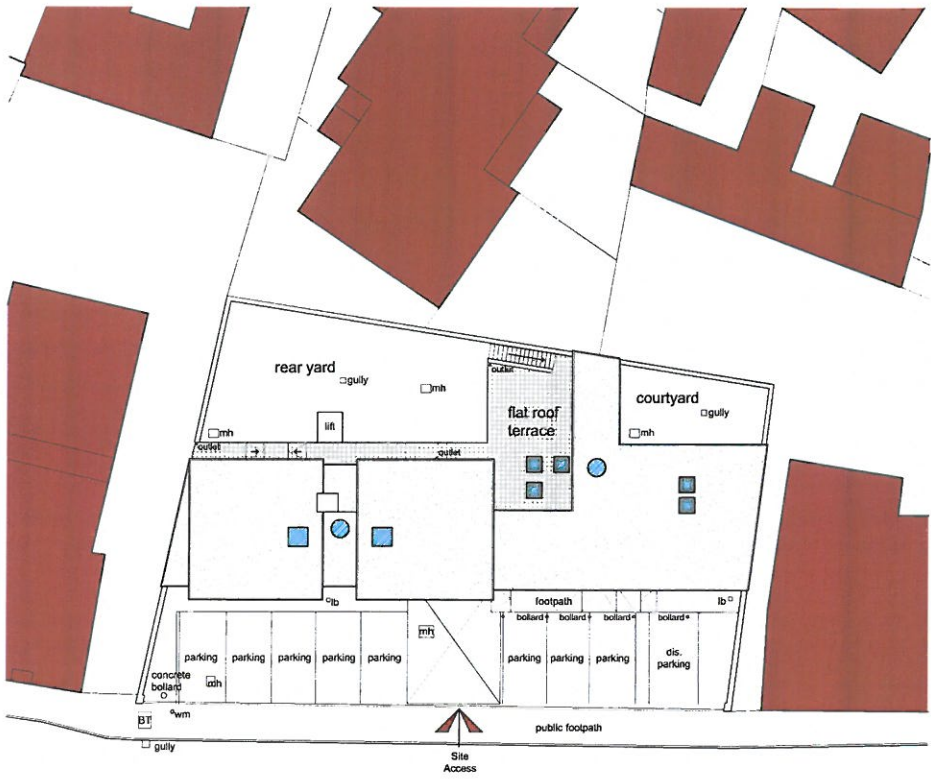 rear yard
gully
mh
lift
mh
outlet
outlet
outlet
flat roof
terrace
courtyard
gully
mh
lb
footpath
lb
bollard
bollard
bollard
bollard
mh
parking
parking
parking
parking
parking
parking
parking
parking
dis.
parking
concrete
bollard
mh
BT
wm
gully
public footpath
Site
Access